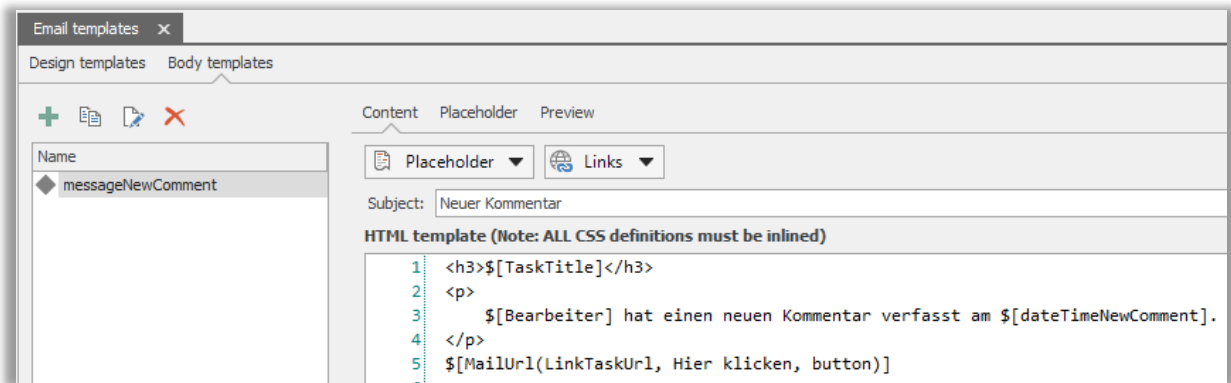 Email templates
Design templates Body templates
Content Placeholder Preview
Name
messageNewComment
Placeholder Links
Subject: Neuer Kommentar
HTML template (Note: ALL CSS definitions must be inlined)
1 <h3>$[TaskTitle]</h3>
2 <p>
3 $[Bearbeiter] hat einen neuen Kommentar verfasst am $[dateTimeNewComment].
4 </p>
5 $[MailUrl(LinkTaskUrl, Hier klicken, button)]